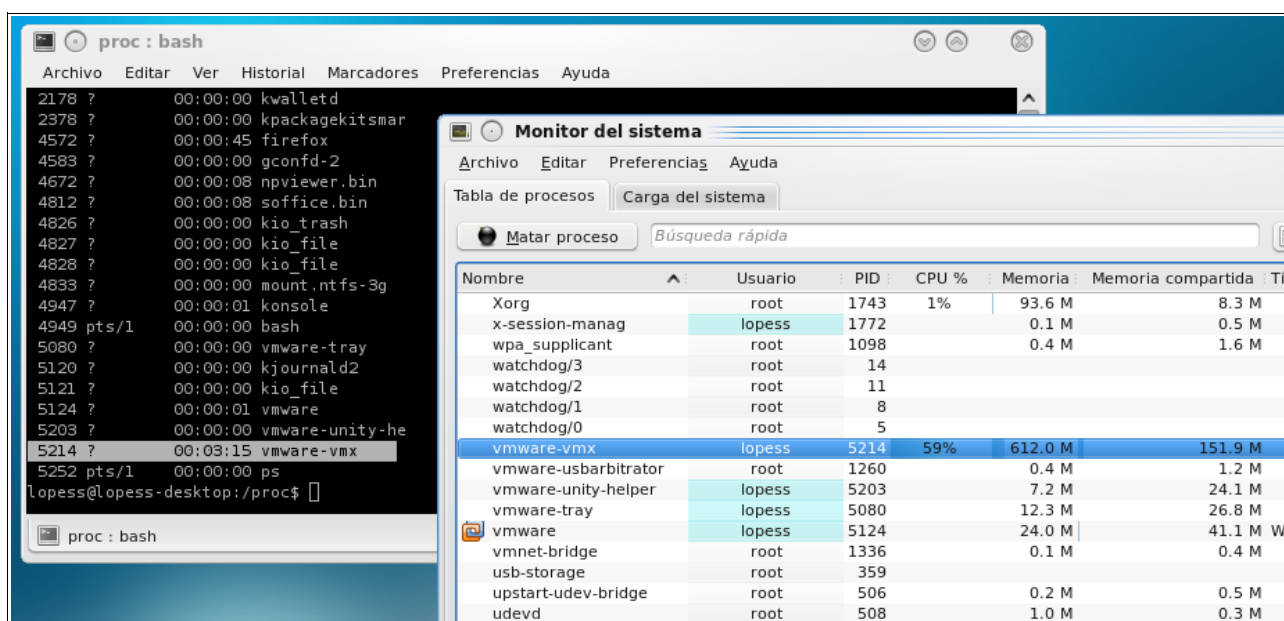 proc : bash
Archivo Editar Ver Historial Marcadores Preferencias Ayuda
2178 ? 00:00:00 kwalletd
2378 ? 00:00:00 kpackagekitsmar
4572 ? 00:00:45 firefox
4583 ? 00:00:00 gconfd-2
4672 ? 00:00:08 npviewer.bin
4812 ? 00:00:08 soffice.bin
4826 ? 00:00:00 kio_trash
4827 ? 00:00:00 kio_file
4828 ? 00:00:00 kio_file
4833 ? 00:00:00 mount.ntfs-3g
4947 ? 00:00:01 konsole
4949 pts/1 00:00:00 bash
5080 ? 00:00:00 vmware-tray
5120 ? 00:00:00 kjournald2
5121 ? 00:00:00 kio_file
5124 ? 00:00:01 vmware
5203 ? 00:00:00 vmware-unity-he
5214 ? 00:03:15 vmware-vmx
5252 pts/1 00:00:00 ps
lopess@lopess-desktop:/proc$
proc : bash
Monitor del sistema
Archivo Editar Preferencias Ayuda
Tabla de procesos Carga del sistema
Matar proceso Búsqueda rápida
Nombre Usuario PID CPU % Memoria Memoria compartida Tí
Xorg root 1743 1% 93.6 M 8.3 M
x-session-manag lopess 1772 0.1 M 0.5 M
wpa_supplicant root 1098 0.4 M 1.6 M
watchdog/3 root 14
watchdog/2 root 11
watchdog/1 root 8
watchdog/0 root 5
vmware-vmx lopess 5214 59% 612.0 M 151.9 M
vmware-usbarbitrator root 1260 0.4 M 1.2 M
vmware-unity-helper lopess 5203 7.2 M 24.1 M
vmware-tray lopess 5080 12.3 M 26.8 M
vmware lopess 5124 24.0 M 41.1 M W
vmnet-bridge root 1336 0.1 M 0.4 M
usb-storage root 359
upstart-udev-bridge root 506 0.2 M 0.5 M
udevd root 508 1.0 M 0.3 M